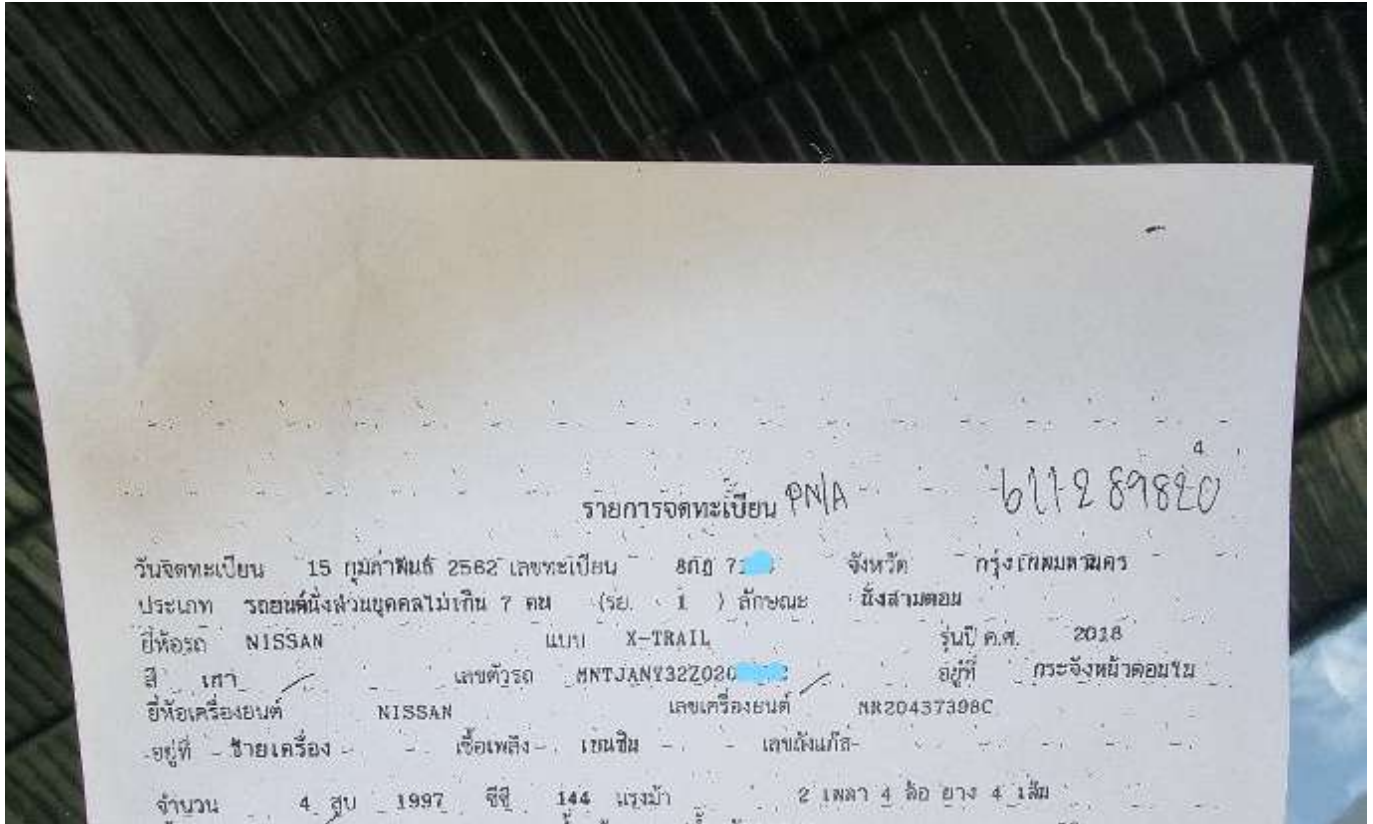 4
รายการจดทะเบียน PN/A 611289820
วันจดทะเบียน 15 กุมภาพันธ์ 2562 เลขทะเบียน 8กฎ 7 จังหวัด กรุงเทพมหานคร
ประเภท รถยนต์นั่งส่วนบุคคลไม่เกิน 7 คน (รย. 1 ) ลักษณะ นั่งสามตอน
ยี่ห้อรถ NISSAN แบบ X-TRAIL รุ่นปี ค.ศ. 2018
สี เทา เลขตัวรถ MNTJANY32Z020 อยู่ที่ กระจังหน้าตอนใน
ยี่ห้อเครื่องยนต์ NISSAN เลขเครื่องยนต์ MR20437398C
อยู่ที่ ซ้ายเครื่อง เชื้อเพลิง เบนซิน เลขถังแก๊ส-
จำนวน 4 สูบ 1997 ซีซี 144 แรงม้า 2 เพลา 4 ล้อ ยาง 4 เส้น